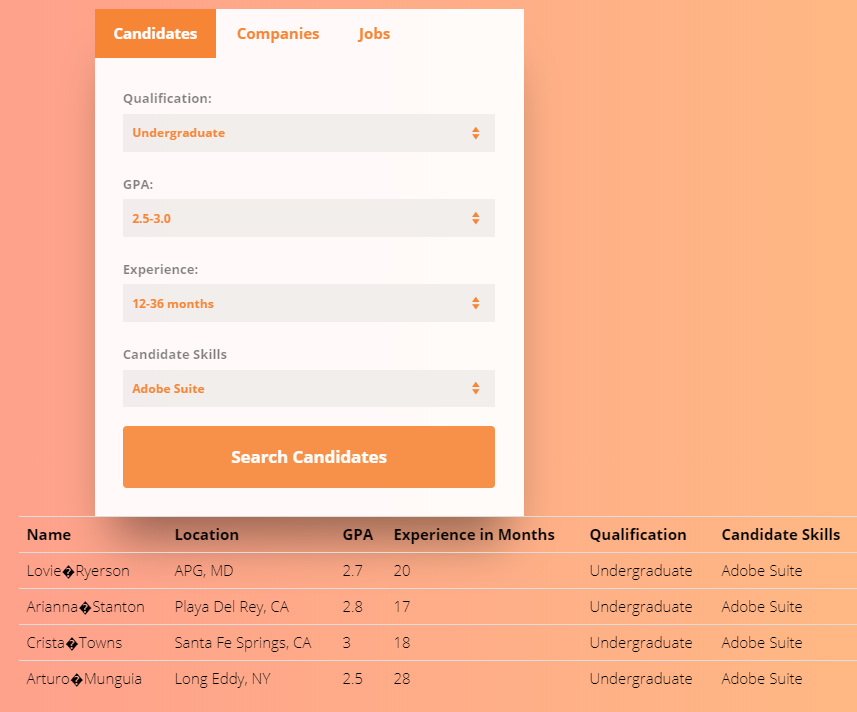 Candidates Companies Jobs
Qualification:
Undergraduate
GPA:
2.5-3.0
Experience:
12-36 months
Candidate Skills
Adobe Suite
Search Candidates
Name Location GPA Experience in Months Qualification Candidate Skills
Lovie�Ryerson APG, MD 2.7 20 Undergraduate Adobe Suite
Arianna�Stanton Playa Del Rey, CA 2.8 17 Undergraduate Adobe Suite
Crista�Towns Santa Fe Springs, CA 3 18 Undergraduate Adobe Suite
Arturo�Munguia Long Eddy, NY 2.5 28 Undergraduate Adobe Suite